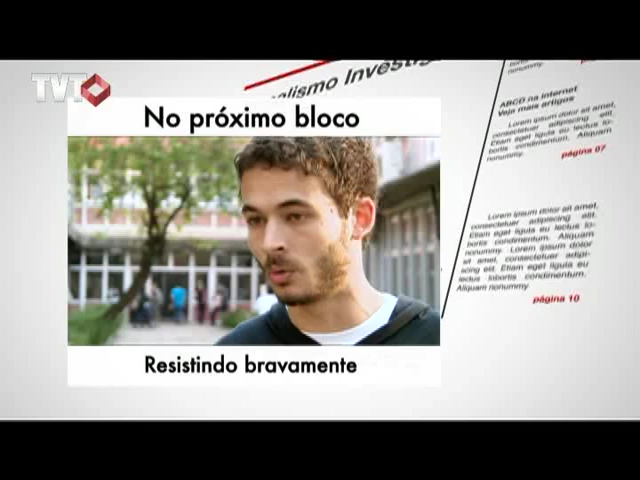 TVT
No próximo bloco
Resistindo bravamente
alismo Investig
página
nonummy.
ABCD na internet
Veja mais artigos
Lorem ipsum dolor sit amet,
consectetuer adipiscing elit.
Etiam eget ligula eu lectus lo-
bortis condimentum. Aliquam
nonummy.
página 07
Lorem ipsum dolor sit amet,
consectetuer adipiscing elit.
Etiam eget ligula eu lectus lo-
bortis condimentum. Aliquam
nonummy. Lorem ipsum dolor
sit amet, consectetuer adipi-
scing elit. Etiam eget ligula eu
lectus lobortis condimentum.
Aliquam nonummy
página 10